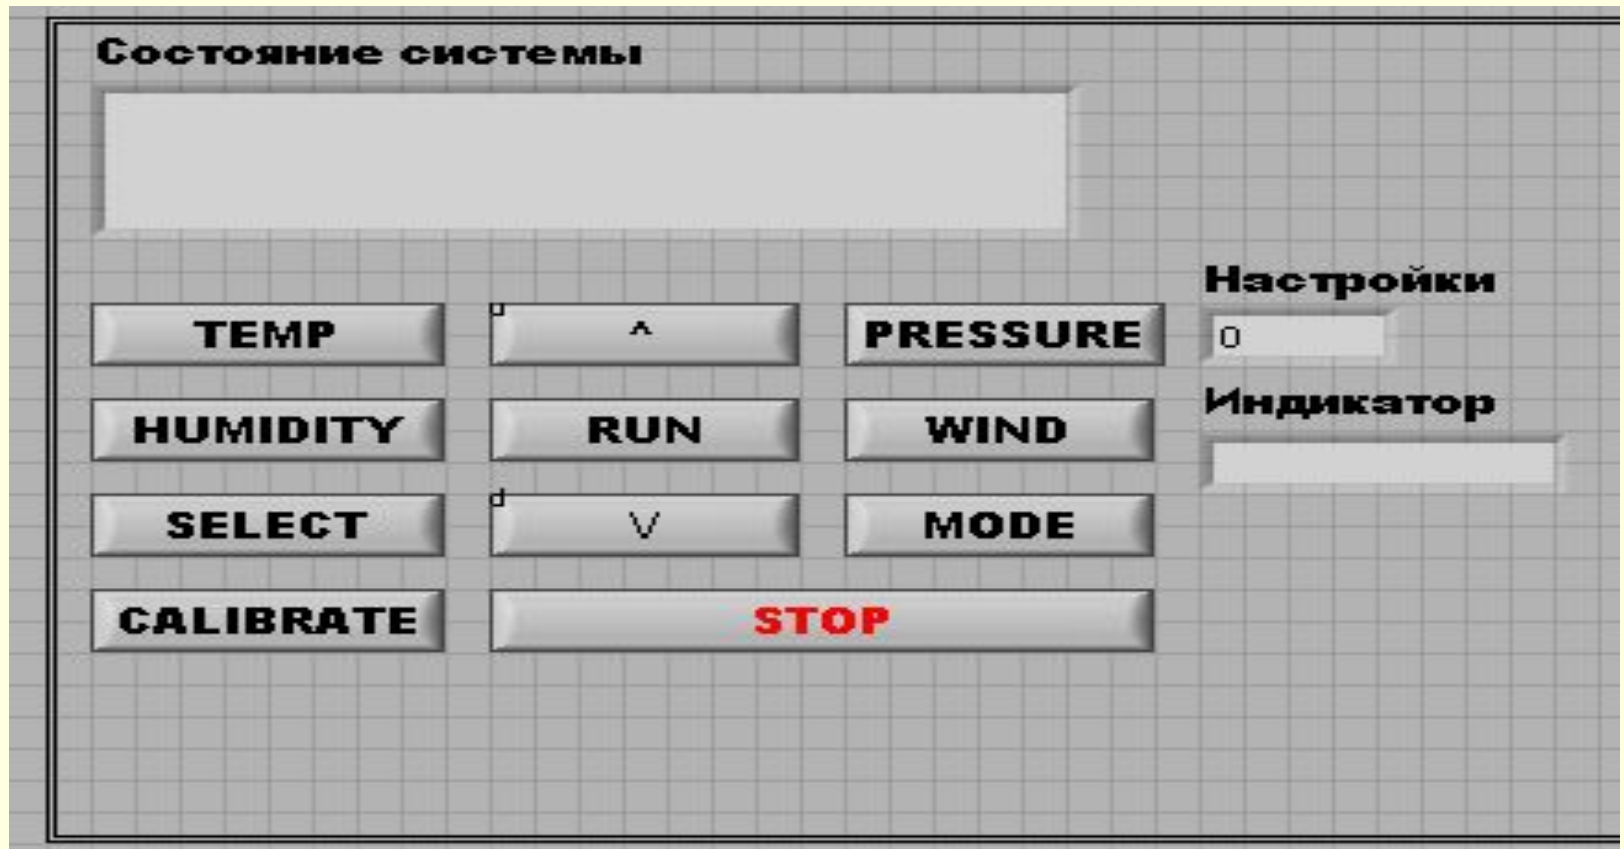 Состояние системы
Настройки
TEMP ^ PRESSURE 0
Индикатор
HUMIDITY RUN WIND
d
SELECT V MODE
CALIBRATE STOP